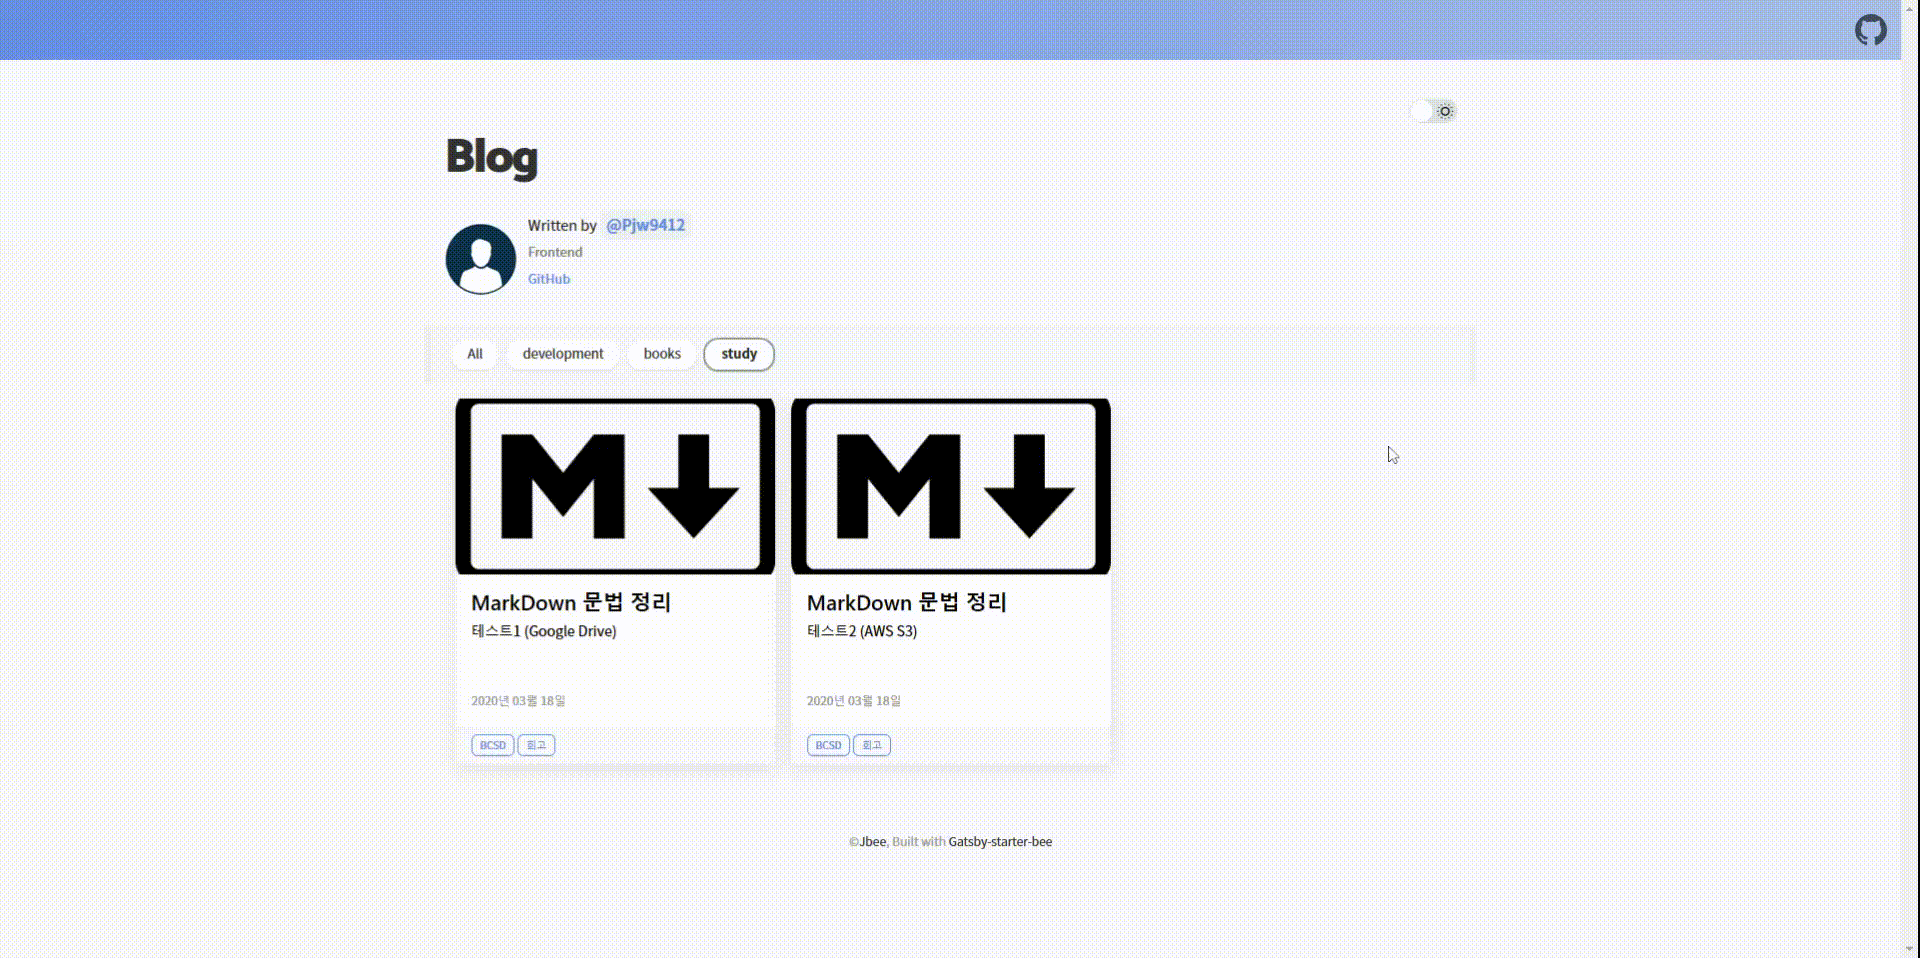 Blog
Written by @Pjw9412
Frontend
GitHub
All development books study
MarkDown 문법 정리
테스트1 (Google Drive)
2020년 03월 18일
BCSD 회고
MarkDown 문법 정리
테스트2 (AWS S3)
2020년 03월 18일
BCSD 회고
©Jbee, Built with Gatsby-starter-bee